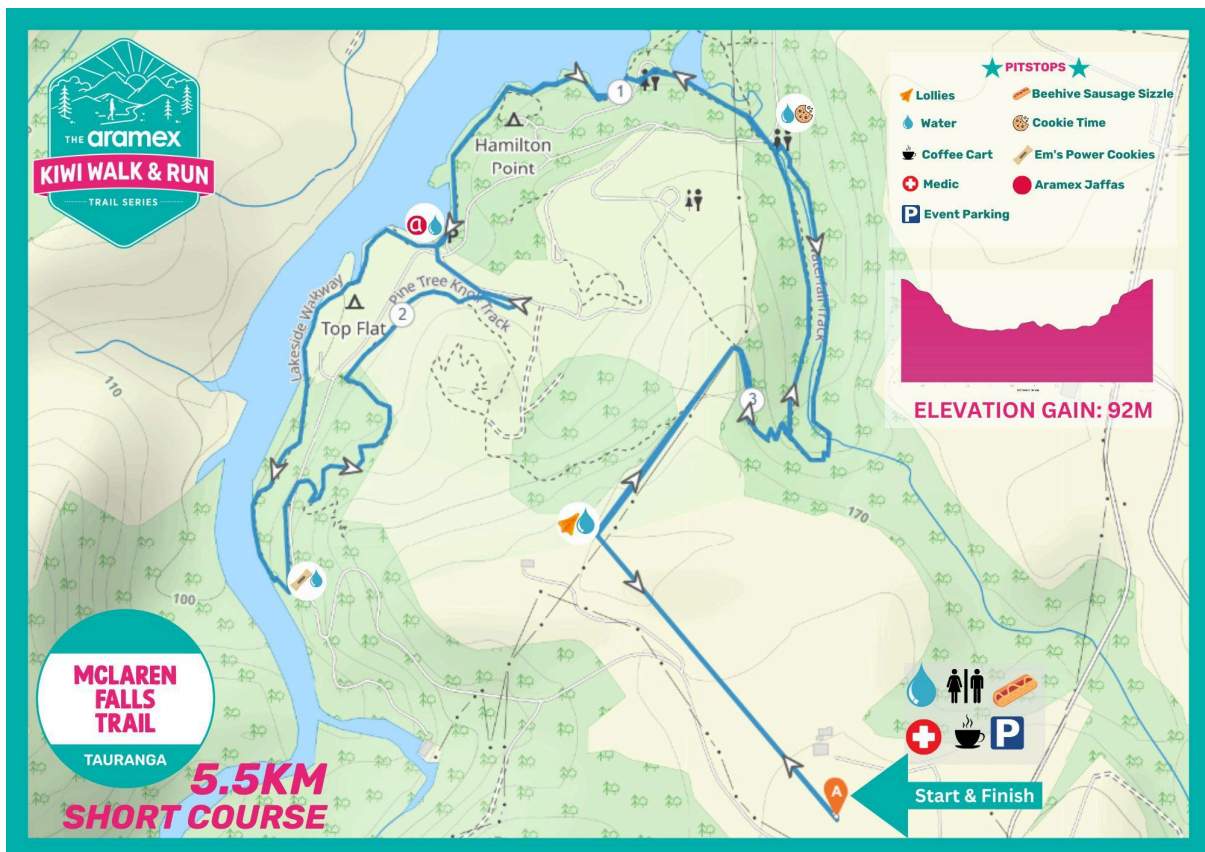 THE aramex
KIWI WALK & RUN
TRAIL SERIES
PITSTOPS
Lollies
Beehive Sausage Sizzle
Water
Cookie Time
Coffee Cart
Em's Power Cookies
Medic
Aramex Jaffas
P Event Parking
1
Hamilton
Point
a
P
Lakeside Walkway
Pine Tree Knoll Track
2
Top Flat
3
110
100
170
ELEVATION GAIN: 92M
MCLAREN
FALLS
TRAIL
TAURANGA
5.5KM
SHORT COURSE
P
A
Start & Finish